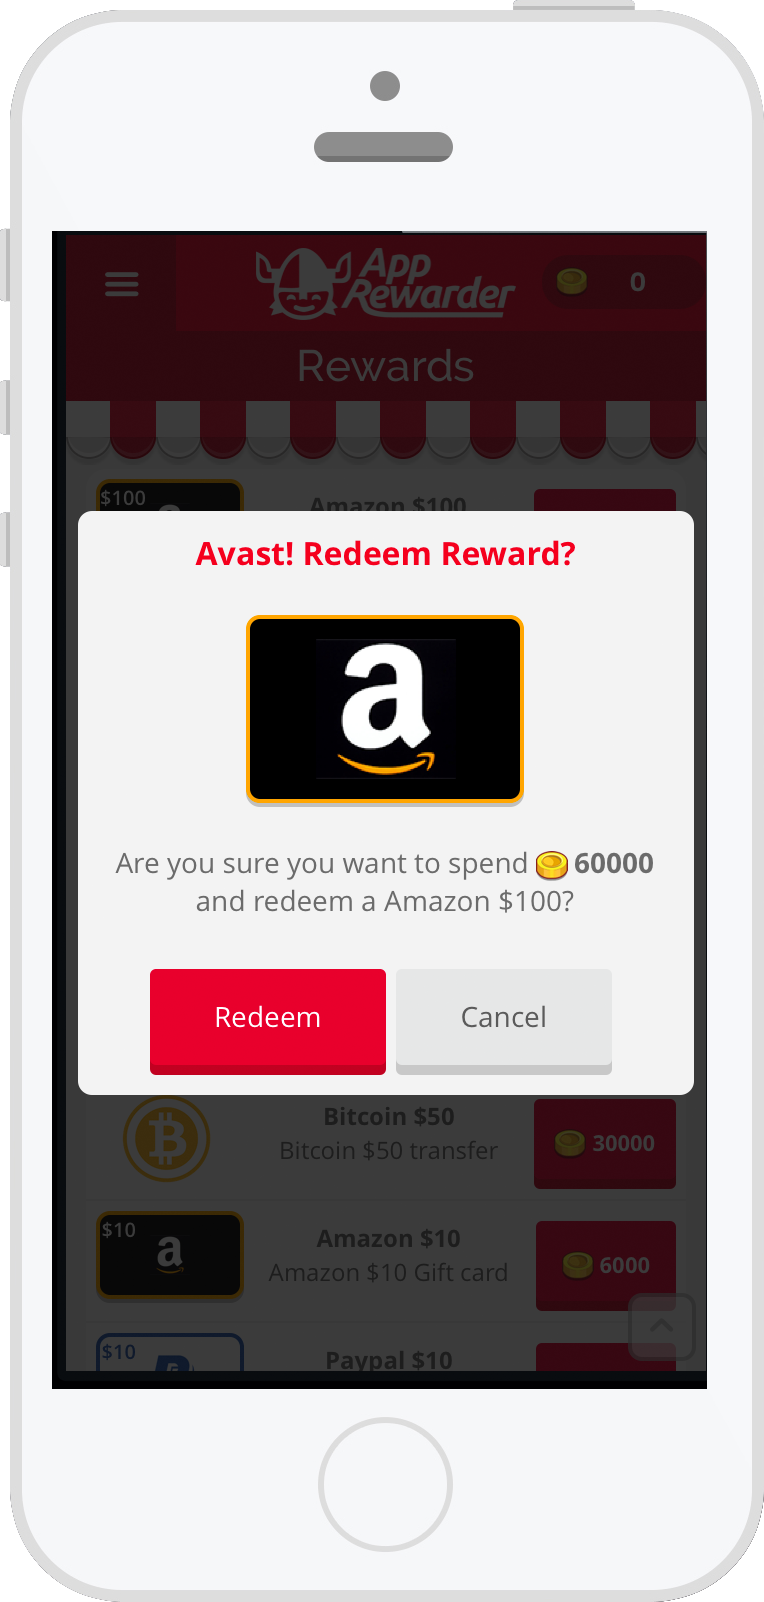 App
Rewarder
0
Rewards
$100
Amazon $100
Avast! Redeem Reward?
a
Are you sure you want to spend 60000
and redeem a Amazon $100?
Redeem
Cancel
Bitcoin $50
Bitcoin $50 transfer
30000
$10
a
Amazon $10
Amazon $10 Gift card
6000
$10
Paypal $10